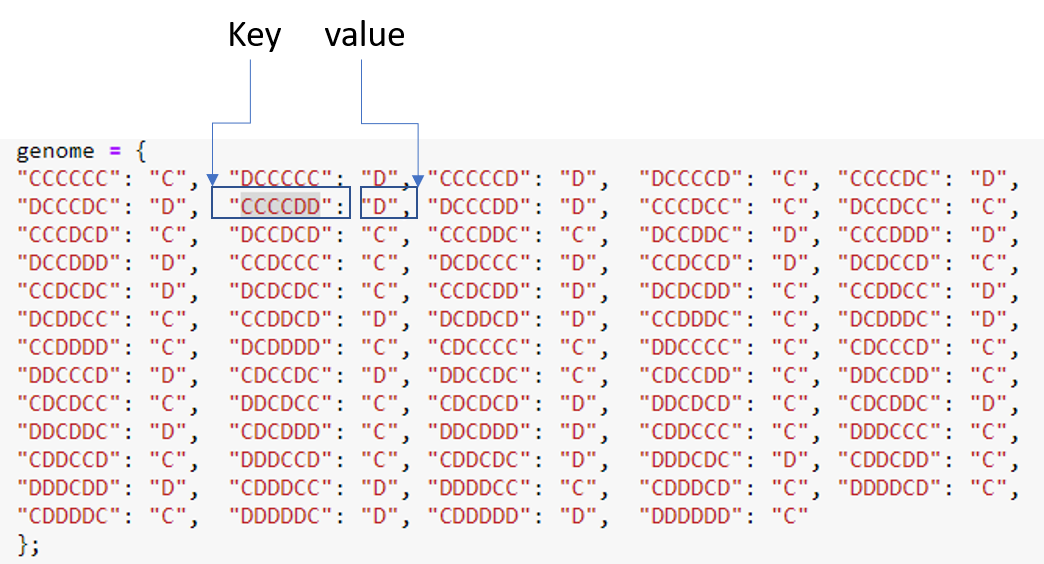 Key value
genome = {
"CCCCCC": "C", "DCCCCC": "D", "CCCCCD": "D", "DCCCCD": "C", "CCCCDC": "D",
"DCCCDC": "D", "CCCCDD": "D", "DCCCDD": "D", "CCCDCC": "C", "DCCDCC": "C",
"CCCDCD": "C", "DCCDCD": "C", "CCCDDC": "C", "DCCDDC": "D", "CCCDDD": "D",
"DCCDDD": "D", "CCDCCC": "C", "DCDCCC": "D", "CCDCCD": "D", "DCDCCD": "C",
"CCDCDC": "D", "DCDCDC": "C", "CCDCDD": "D", "DCDCDD": "C", "CCDDCC": "D",
"DCDDCC": "C", "CCDDCD": "D", "DCDDCD": "D", "CCDDDC": "C", "DCDDDC": "D",
"CCDDDD": "C", "DCDDDD": "C", "CDCCCC": "C", "DDCCCC": "C", "CDCCCD": "C",
"DDCCCD": "D", "CDCCDC": "D", "DDCCDC": "C", "CDCCDD": "C", "DDCCDD": "C",
"CDCDCC": "C", "DDCDCC": "C", "CDCDCD": "D", "DDCDCD": "C", "CDCDDC": "D",
"DDCDDC": "D", "CDCDDD": "C", "DDCDDD": "D", "CDDCCC": "C", "DDDCCC": "C",
"CDDCCD": "C", "DDDCCD": "C", "CDDCDC": "D", "DDDCDC": "D", "CDDCDD": "C",
"DDDCDD": "D", "CDDDCC": "D", "DDDDCC": "C", "CDDDCD": "C", "DDDDCD": "C",
"CDDDDC": "C", "DDDDDC": "D", "CDDDDD": "D", "DDDDDD": "C"
};